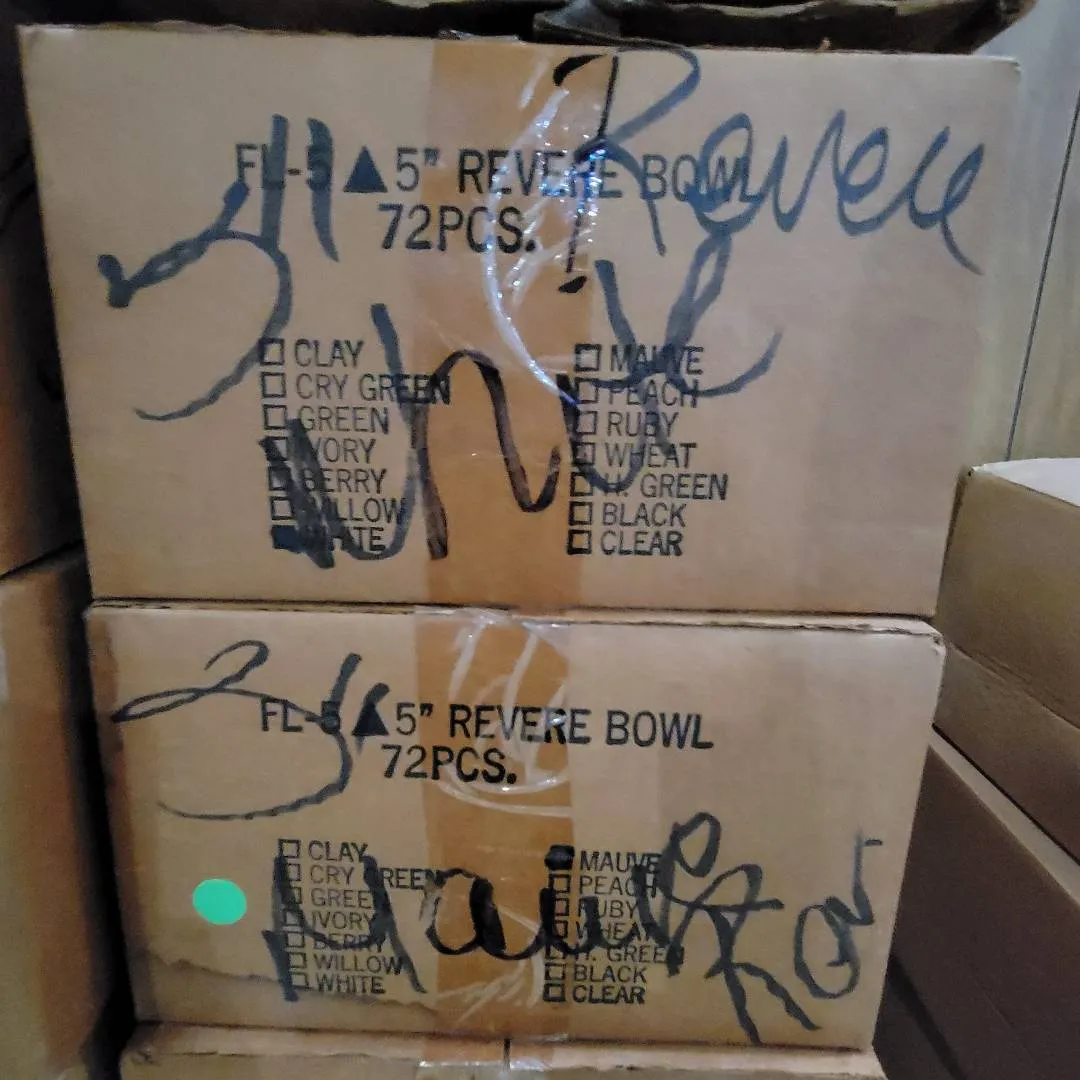 FL-5 ▲ 5" REVERE BOWL
72PCS.
Revere
☐ CLAY ☐ MAUVE
☐ CRY GREEN ☐ PEACH
☐ GREEN ☐ RUBY
☐ IVORY ☐ WHEAT
☐ BERRY ☐ H. GREEN
☐ WILLOW ☐ BLACK
■ WHITE ☐ CLEAR
FL-5 ▲ 5" REVERE BOWL
72PCS.
☐ CLAY ■ MAUVE
☐ CRY GREEN ☐ PEACH
☐ GREEN ☐ RUBY
☐ IVORY ☐ WHEAT
☐ BERRY ☐ H. GREEN
☐ WILLOW ☐ BLACK
☐ WHITE ☐ CLEAR